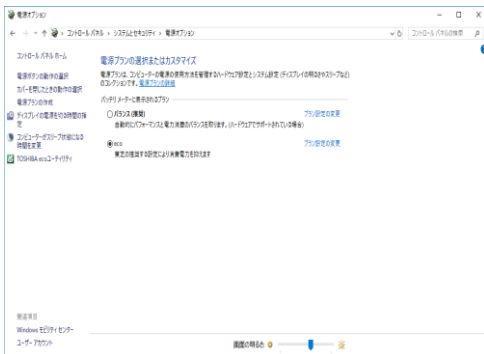 電源オプション
コントロール パネル › システムとセキュリティ › 電源オプション
コントロール パネルの検索
コントロール パネル ホーム
電源ボタンの動作の選択
カバーを閉じたときの動作の選択
電源プランの作成
ディスプレイの電源を切る時間の指定
コンピューターがスリープ状態になる時間を変更
TOSHIBA ecoユーティリティ
電源プランの選択またはカスタマイズ
電源プランは、コンピューターの電源の使用方法を管理するハードウェア設定とシステム設定 (ディスプレイの明るさやスリープなど)
のコレクションです。電源プランの詳細
バッテリ メーターに表示されるプラン
バランス (推奨)
プラン設定の変更
自動的にパフォーマンスと電力消費のバランスを取ります。(ハードウェアでサポートされている場合)
eco
プラン設定の変更
東芝の推奨する設定により消費電力を抑えます
関連項目
Windows モビリティ センター
ユーザー アカウント
画面の明るさ